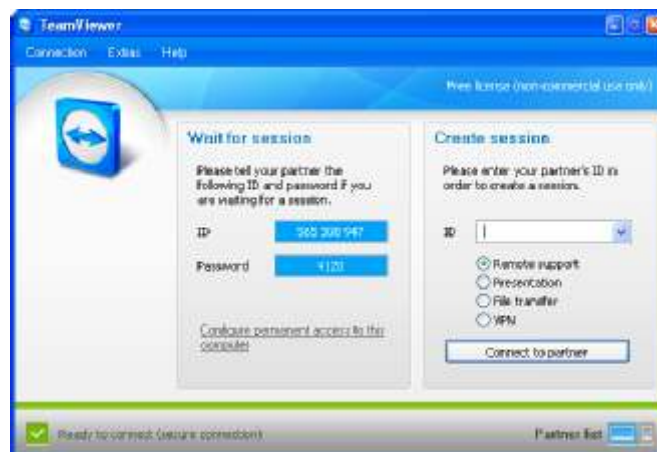 TeamViewer
Connection Extras Help
Free license (non-commercial use only)
Wait for session
Please tell your partner the
following ID and password if you
are waiting for a session.
ID
Password
4120
Configure permanent access to this
computer
Create session
Please enter your partner's ID in
order to create a session.
ID
Remote support
Presentation
File transfer
VPN
Connect to partner
Ready to connect (secure connection)
Partner list